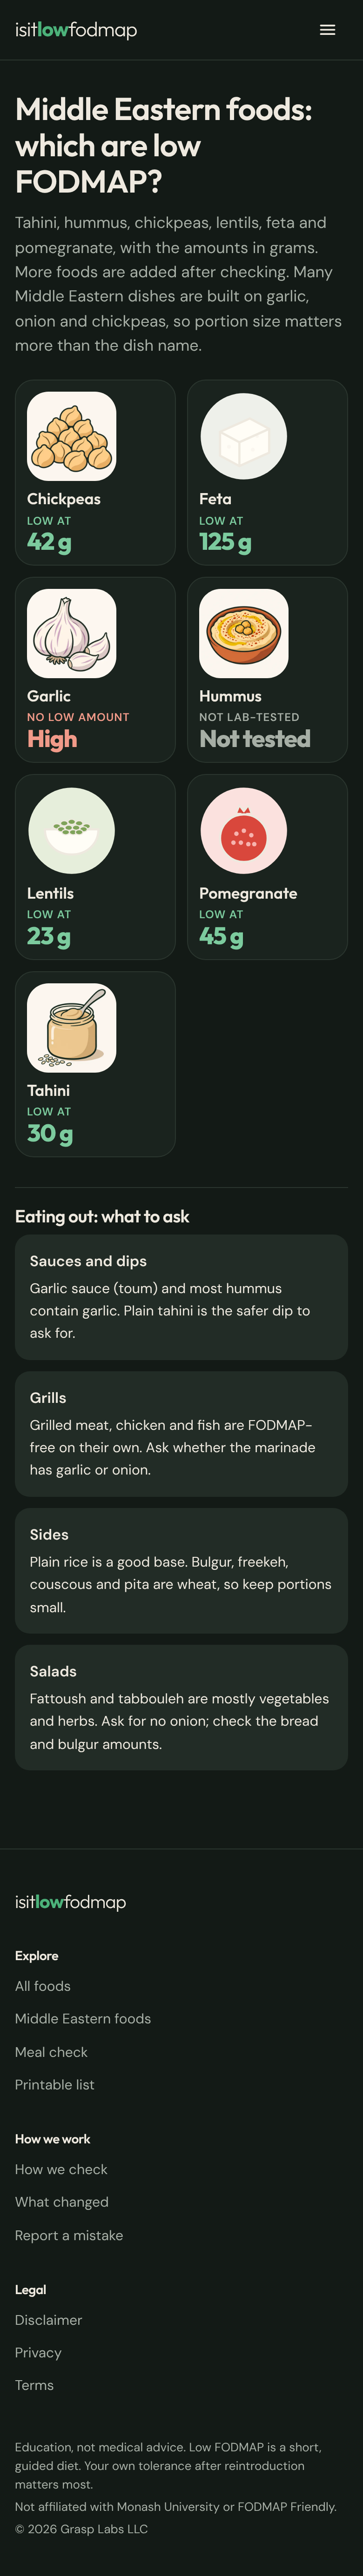 isitlowfodmap
Middle Eastern foods:
which are low
FODMAP?
Tahini, hummus, chickpeas, lentils, feta and
pomegranate, with the amounts in grams.
More foods are added after checking. Many
Middle Eastern dishes are built on garlic,
onion and chickpeas, so portion size matters
more than the dish name.
Chickpeas
LOW AT
42 g
Feta
LOW AT
125 g
Garlic
NO LOW AMOUNT
High
Hummus
NOT LAB-TESTED
Not tested
Lentils
LOW AT
23 g
Pomegranate
LOW AT
45 g
Tahini
LOW AT
30 g
Eating out: what to ask
Sauces and dips
Garlic sauce (toum) and most hummus
contain garlic. Plain tahini is the safer dip to
ask for.
Grills
Grilled meat, chicken and fish are FODMAP-
free on their own. Ask whether the marinade
has garlic or onion.
Sides
Plain rice is a good base. Bulgur, freekeh,
couscous and pita are wheat, so keep portions
small.
Salads
Fattoush and tabbouleh are mostly vegetables
and herbs. Ask for no onion; check the bread
and bulgur amounts.
isitlowfodmap
Explore
All foods
Middle Eastern foods
Meal check
Printable list
How we work
How we check
What changed
Report a mistake
Legal
Disclaimer
Privacy
Terms
Education, not medical advice. Low FODMAP is a short,
guided diet. Your own tolerance after reintroduction
matters most.
Not affiliated with Monash University or FODMAP Friendly.
© 2026 Grasp Labs LLC